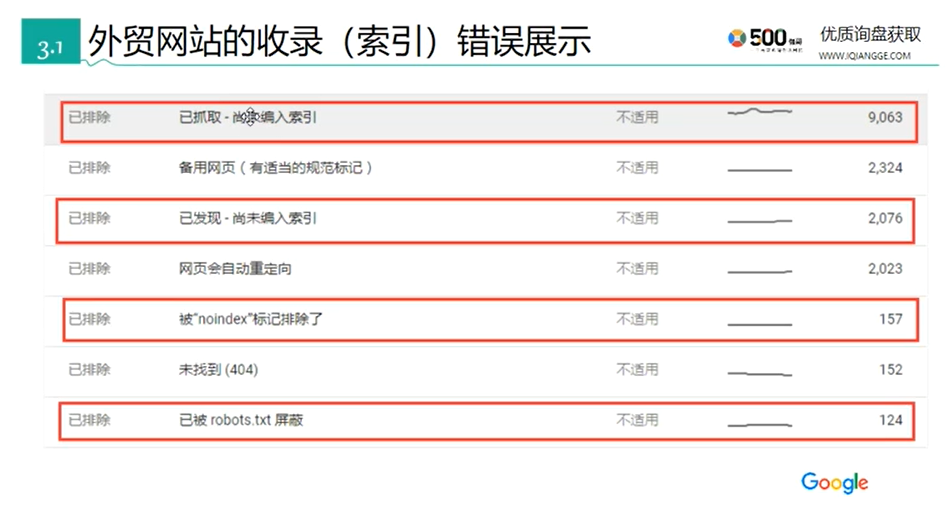 3.1 外贸网站的收录（索引）错误展示
500 优质询盘获取
WWW.IQIANGGE.COM
已排除 已抓取 - 尚未编入索引 不适用 9,063
已排除 备用网页（有适当的规范标记） 不适用 2,324
已排除 已发现 - 尚未编入索引 不适用 2,076
已排除 网页会自动重定向 不适用 2,023
已排除 被“noindex”标记排除了 不适用 157
已排除 未找到 (404) 不适用 152
已排除 已被 robots.txt 屏蔽 不适用 124
Google